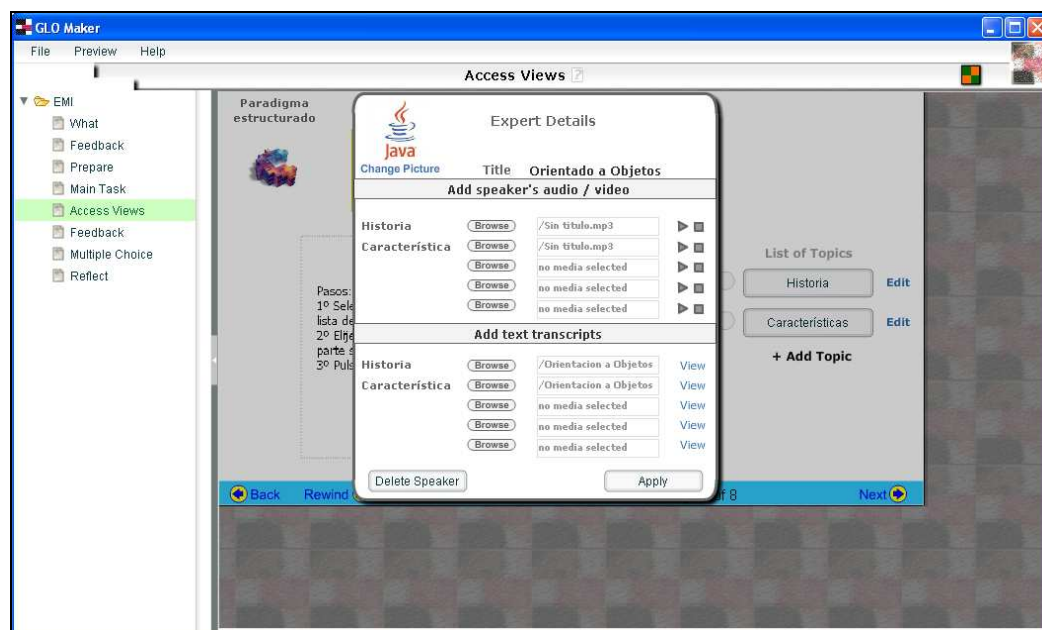 GLO Maker
File Preview Help
Access Views
EMI
What
Feedback
Prepare
Main Task
Access Views
Feedback
Multiple Choice
Reflect
Paradigma
estructurado
Pasos:
1º Sele
lista de
2º Elije
parte s
3º Puls
Java
Change Picture
Expert Details
Title Orientado a Objetos
Add speaker's audio / video
Historia Browse /Sin titulo.mp3
Característica Browse /Sin titulo.mp3
Browse no media selected
Browse no media selected
Browse no media selected
Add text transcripts
Historia Browse /Orientacion a Objetos View
Característica Browse /Orientacion a Objetos View
Browse no media selected View
Browse no media selected View
Browse no media selected View
Delete Speaker Apply
List of Topics
Historia Edit
Características Edit
+ Add Topic
Back Rewind of 8 Next